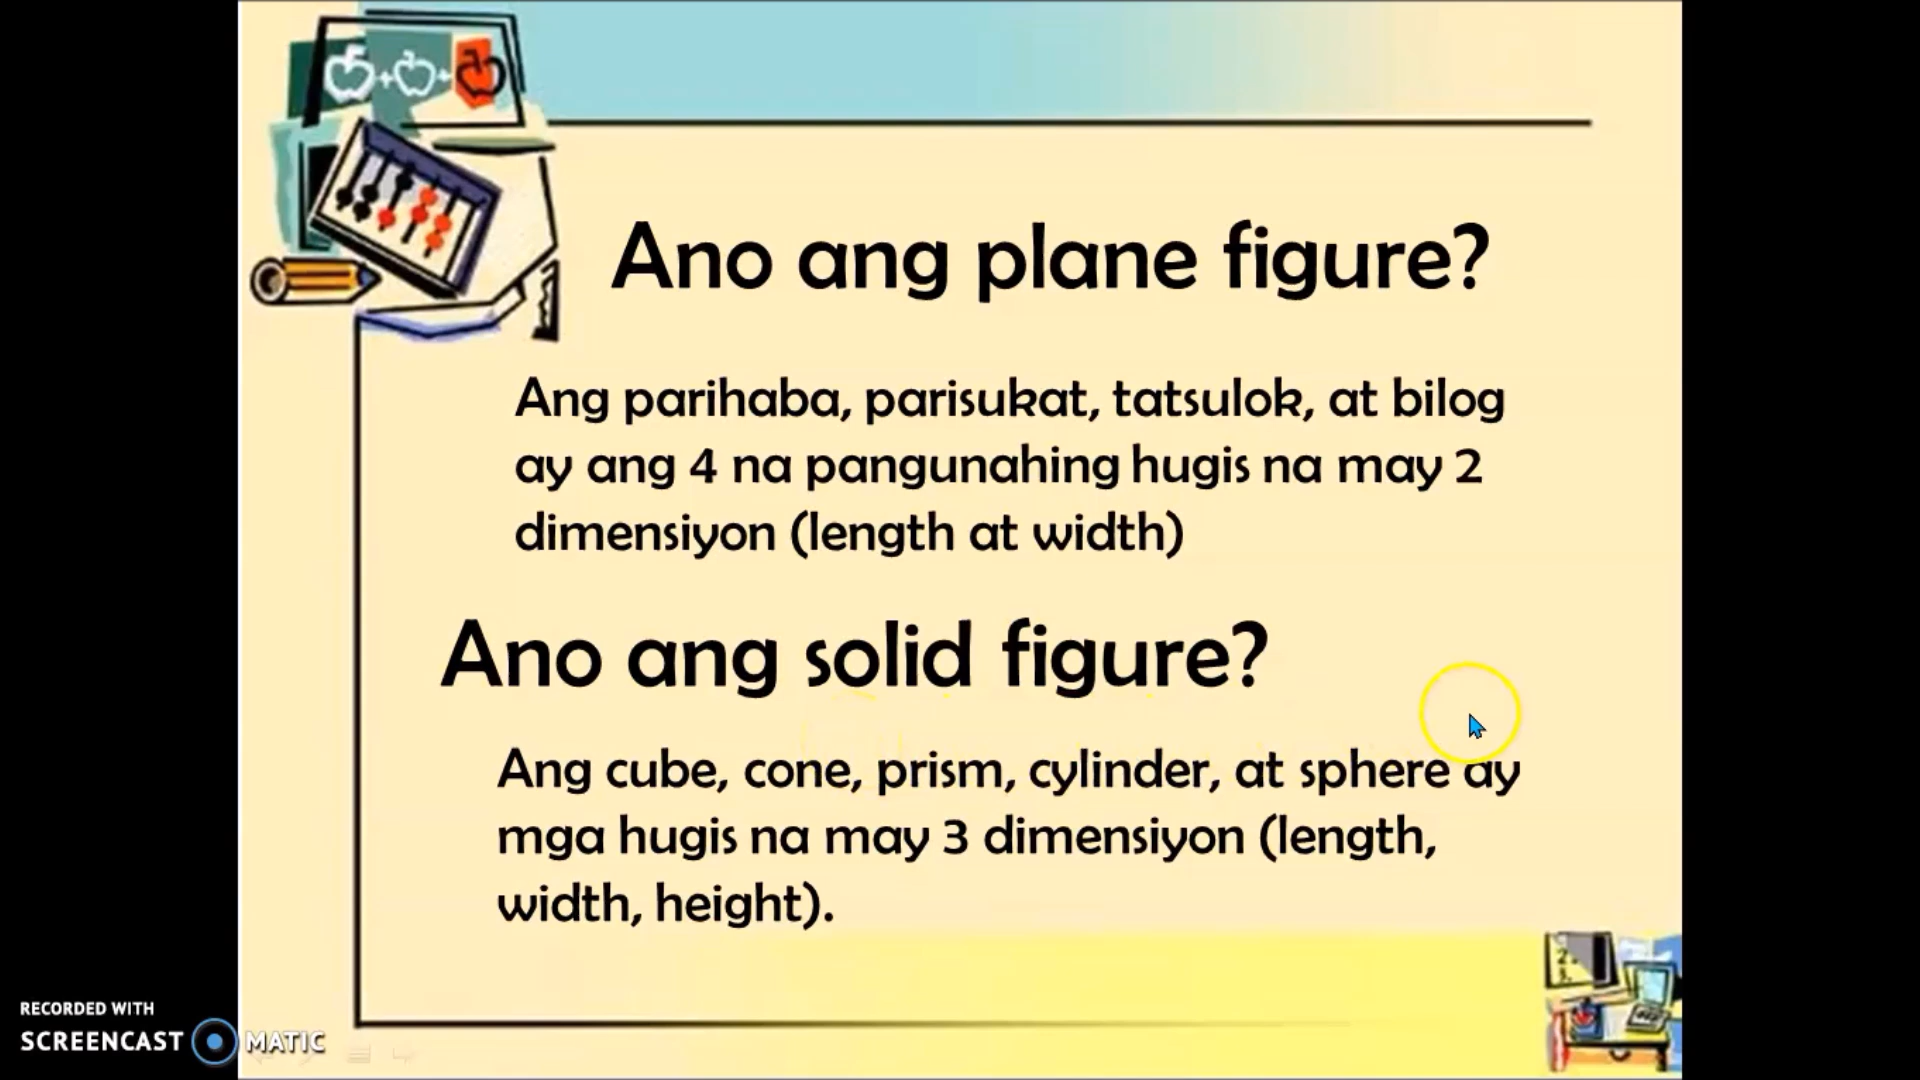 Ano ang plane figure?
Ang parihaba, parisukat, tatsulok, at bilog
ay ang 4 na pangunahing hugis na may 2
dimensiyon (length at width)
Ano ang solid figure?
Ang cube, cone, prism, cylinder, at sphere ay
mga hugis na may 3 dimensiyon (length,
width, height).
RECORDED WITH
SCREENCAST MATIC